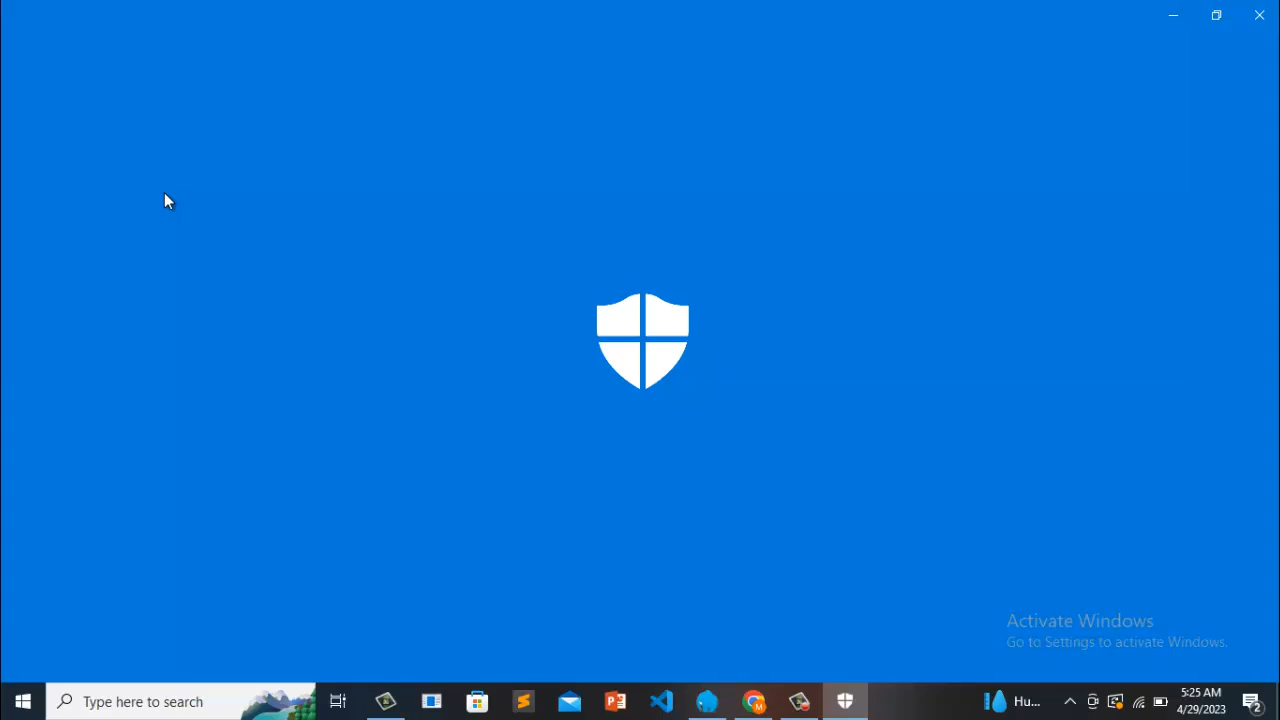 Activate Windows
Go to Settings to activate Windows.
Type here to search
Hu...
5:25 AM
4/29/2023
2